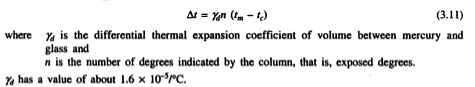 Δt = γ_d n (t_m − t_c) (3.11)
where γ_d is the differential thermal expansion coefficient of volume between mercury and
glass and
n is the number of degrees indicated by the column, that is, exposed degrees.
γ_d has a value of about 1.6 × 10⁻⁵/°C.